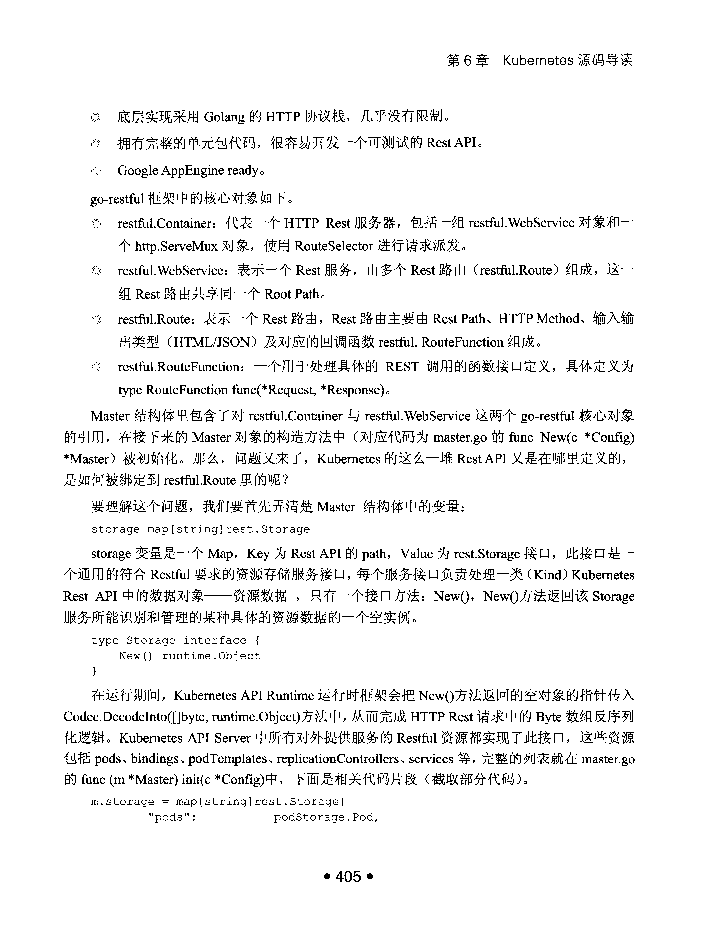 第 6 章 Kubernetes 源码导读
底层实现采用 Golang 的 HTTP 协议栈，几乎没有限制。
拥有完整的单元包代码，很容易开发一个可测试的 Rest API。
Google AppEngine ready。
go-restful 框架中的核心对象如下。
restful.Container：代表一个 HTTP Rest 服务器，包括一组 restful.WebService 对象和一
个 http.ServeMux 对象，使用 RouteSelector 进行请求派发。
restful.WebService：表示一个 Rest 服务，由多个 Rest 路由（restful.Route）组成，这一
组 Rest 路由共享同一个 Root Path。
restful.Route：表示一个 Rest 路由，Rest 路由主要由 Rest Path、HTTP Method、输入输
出类型（HTML/JSON）及对应的回调函数 restful. RouteFunction 组成。
restful.RouteFunction：一个用于处理具体的 REST 调用的函数接口定义，具体定义为
type RouteFunction func(*Request, *Response)。
Master 结构体里包含了对 restful.Container 与 restful.WebService 这两个 go-restful 核心对象
的引用，在接下来的 Master 对象的构造方法中（对应代码为 master.go 的 func New(c *Config)
*Master）被初始化。那么，问题又来了，Kubernetes 的这么一堆 Rest API 又是在哪里定义的，
是如何被绑定到 restful.Route 里的呢？
要理解这个问题，我们要首先弄清楚 Master 结构体中的变量：
storage map[string]rest.Storage
storage 变量是一个 Map，Key 为 Rest API 的 path，Value 为 rest.Storage 接口，此接口是一
个通用的符合 Restful 要求的资源存储服务接口，每个服务接口负责处理一类（Kind）Kubernetes
Rest API 中的数据对象——资源数据 ，只有一个接口方法：New()，New()方法返回该 Storage
服务所能识别和管理的某种具体的资源数据的一个空实例。
type Storage interface {
New() runtime.Object
}
在运行期间，Kubernetes API Runtime 运行时框架会把 New()方法返回的空对象的指针传入
Codec.DecodeInto([]byte, runtime.Object)方法中，从而完成 HTTP Rest 请求中的 Byte 数组反序列
化逻辑。Kubernetes API Server 中所有对外提供服务的 Restful 资源都实现了此接口，这些资源
包括 pods、bindings、podTemplates、replicationControllers、services 等，完整的列表就在 master.go
的 func (m *Master) init(c *Config)中，下面是相关代码片段（截取部分代码）。
m.storage = map[string]rest.Storage{
"pods": podStorage.Pod,
• 405 •